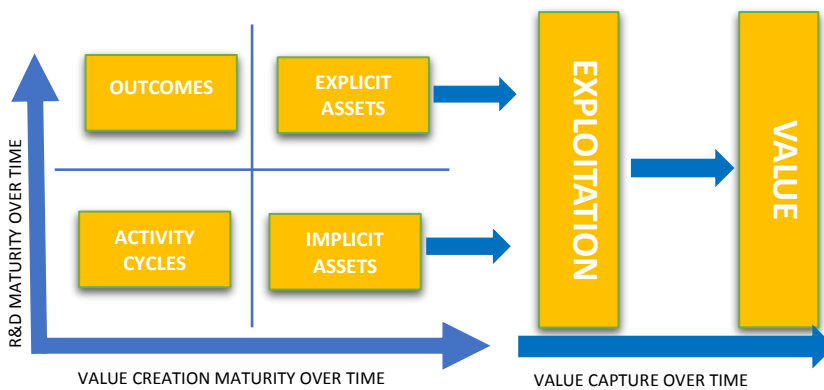 R&D MATURITY OVER TIME
OUTCOMES
EXPLICIT
ASSETS
ACTIVITY
CYCLES
IMPLICIT
ASSETS
EXPLOITATION
VALUE
VALUE CREATION MATURITY OVER TIME
VALUE CAPTURE OVER TIME